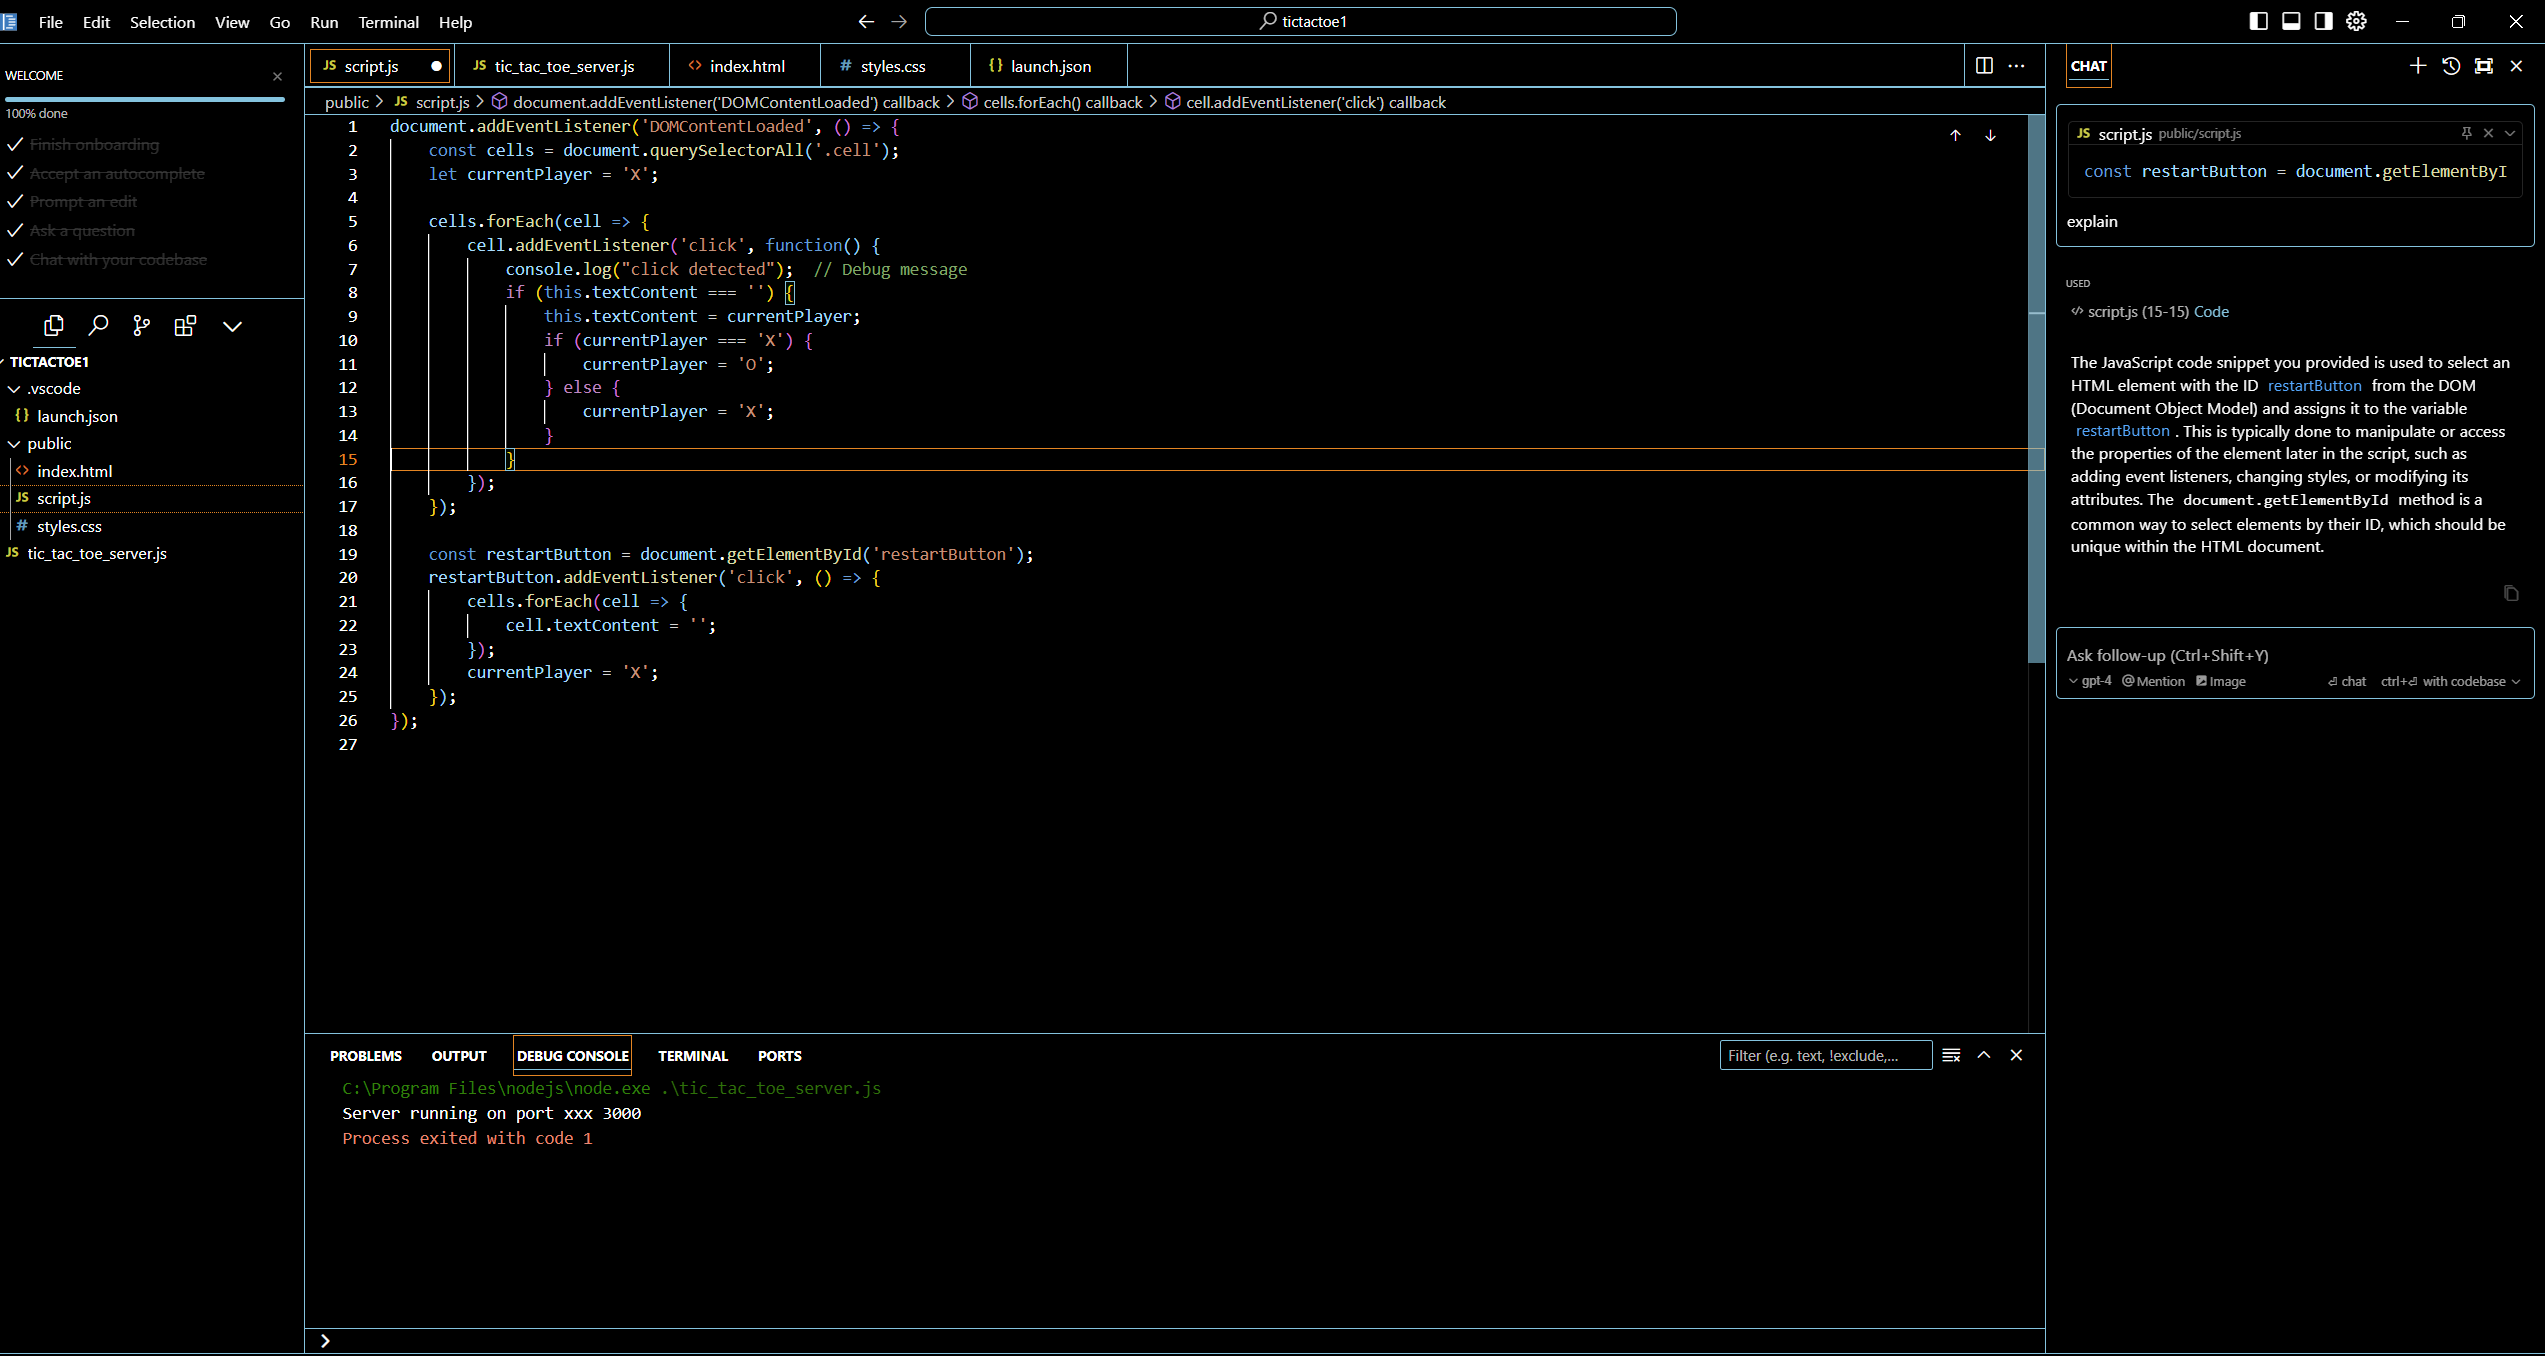 File Edit Selection View Go Run Terminal Help
tictactoe1
WELCOME
100% done
Finish onboarding
Accept an autocomplete
Prompt an edit
Ask a question
Chat with your codebase
TICTACTOE1
.vscode
{} launch.json
public
<> index.html
JS script.js
# styles.css
JS tic_tac_toe_server.js
JS script.js
JS tic_tac_toe_server.js
<> index.html
# styles.css
{} launch.json
public > JS script.js > document.addEventListener('DOMContentLoaded') callback > cells.forEach() callback > cell.addEventListener('click') callback
1 document.addEventListener('DOMContentLoaded', () => {
2 const cells = document.querySelectorAll('.cell');
3 let currentPlayer = 'X';
4
5 cells.forEach(cell => {
6 cell.addEventListener('click', function() {
7 console.log("click detected"); // Debug message
8 if (this.textContent === '') {
9 this.textContent = currentPlayer;
10 if (currentPlayer === 'X') {
11 currentPlayer = 'O';
12 } else {
13 currentPlayer = 'X';
14 }
15 }
16 });
17 });
18
19 const restartButton = document.getElementById('restartButton');
20 restartButton.addEventListener('click', () => {
21 cells.forEach(cell => {
22 cell.textContent = '';
23 });
24 currentPlayer = 'X';
25 });
26 });
27
PROBLEMS OUTPUT DEBUG CONSOLE TERMINAL PORTS
Filter (e.g. text, !exclude,...
C:\Program Files\nodejs\node.exe .\tic_tac_toe_server.js
Server running on port xxx 3000
Process exited with code 1
CHAT
JS script.js public/script.js
const restartButton = document.getElementByI
explain
USED
script.js (15-15) Code
The JavaScript code snippet you provided is used to select an
HTML element with the ID restartButton from the DOM
(Document Object Model) and assigns it to the variable
restartButton . This is typically done to manipulate or access
the properties of the element later in the script, such as
adding event listeners, changing styles, or modifying its
attributes. The document.getElementById method is a
common way to select elements by their ID, which should be
unique within the HTML document.
Ask follow-up (Ctrl+Shift+Y)
gpt-4 @Mention Image
⏎ chat ctrl+⏎ with codebase